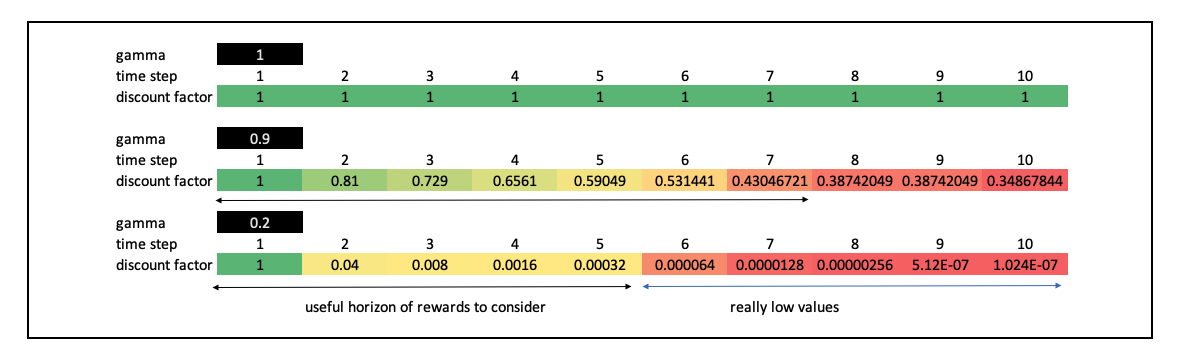 gamma 1
time step 1 2 3 4 5 6 7 8 9 10
discount factor 1 1 1 1 1 1 1 1 1 1
gamma 0.9
time step 1 2 3 4 5 6 7 8 9 10
discount factor 1 0.81 0.729 0.6561 0.59049 0.531441 0.43046721 0.38742049 0.38742049 0.34867844
gamma 0.2
time step 1 2 3 4 5 6 7 8 9 10
discount factor 1 0.04 0.008 0.0016 0.00032 0.000064 0.0000128 0.00000256 5.12E-07 1.024E-07
useful horizon of rewards to consider really low values